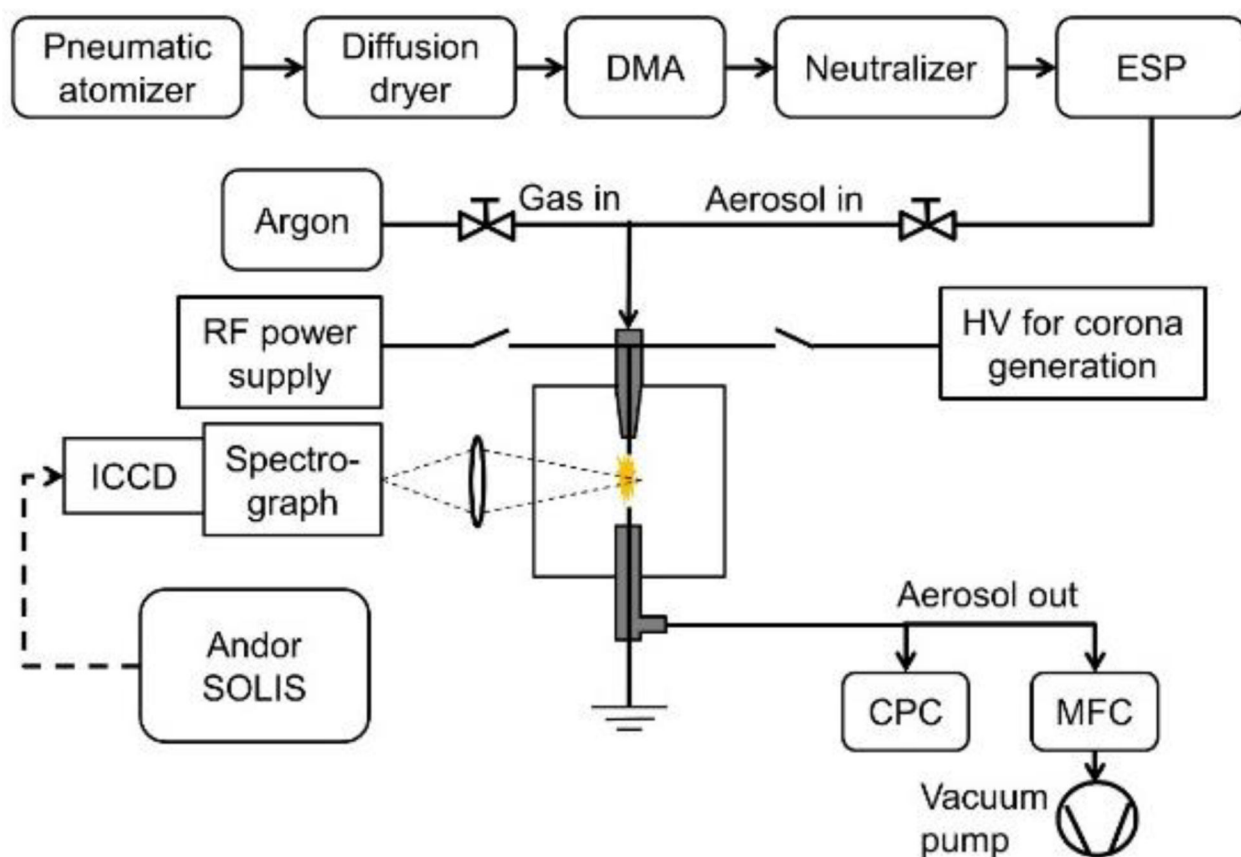 Pneumatic
atomizer
Diffusion
dryer
DMA
Neutralizer
ESP
Argon
Gas in
Aerosol in
RF power
supply
HV for corona
generation
ICCD
Spectro-
graph
Andor
SOLIS
Aerosol out
CPC
MFC
Vacuum
pump